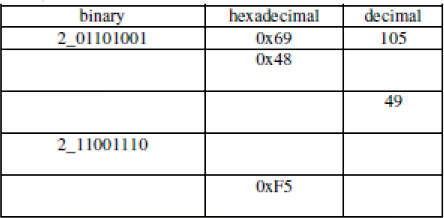 binary hexadecimal decimal
2_01101001 0x69 105
0x48
49
2_11001110
0xF5